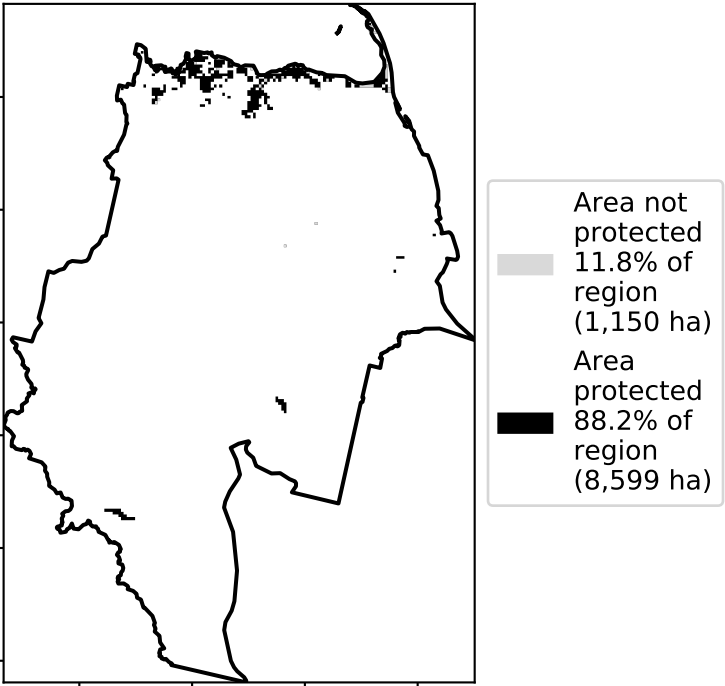 Area not
protected
11.8% of
region
(1,150 ha)
Area
protected
88.2% of
region
(8,599 ha)